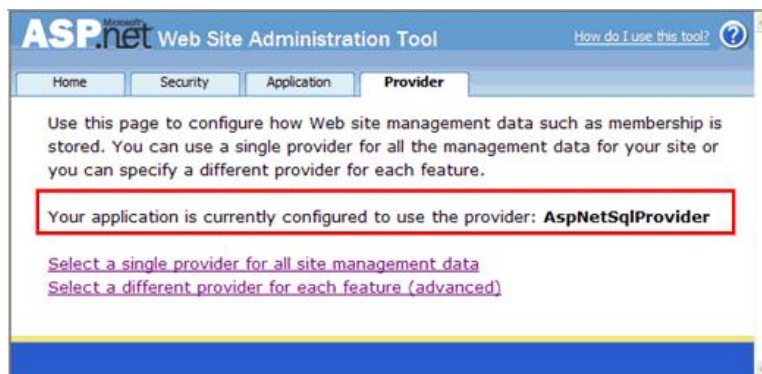 Microsoft
ASP.net Web Site Administration Tool
How do I use this tool? ?
Home Security Application Provider
Use this page to configure how Web site management data such as membership is
stored. You can use a single provider for all the management data for your site or
you can specify a different provider for each feature.
Your application is currently configured to use the provider: AspNetSqlProvider
Select a single provider for all site management data
Select a different provider for each feature (advanced)